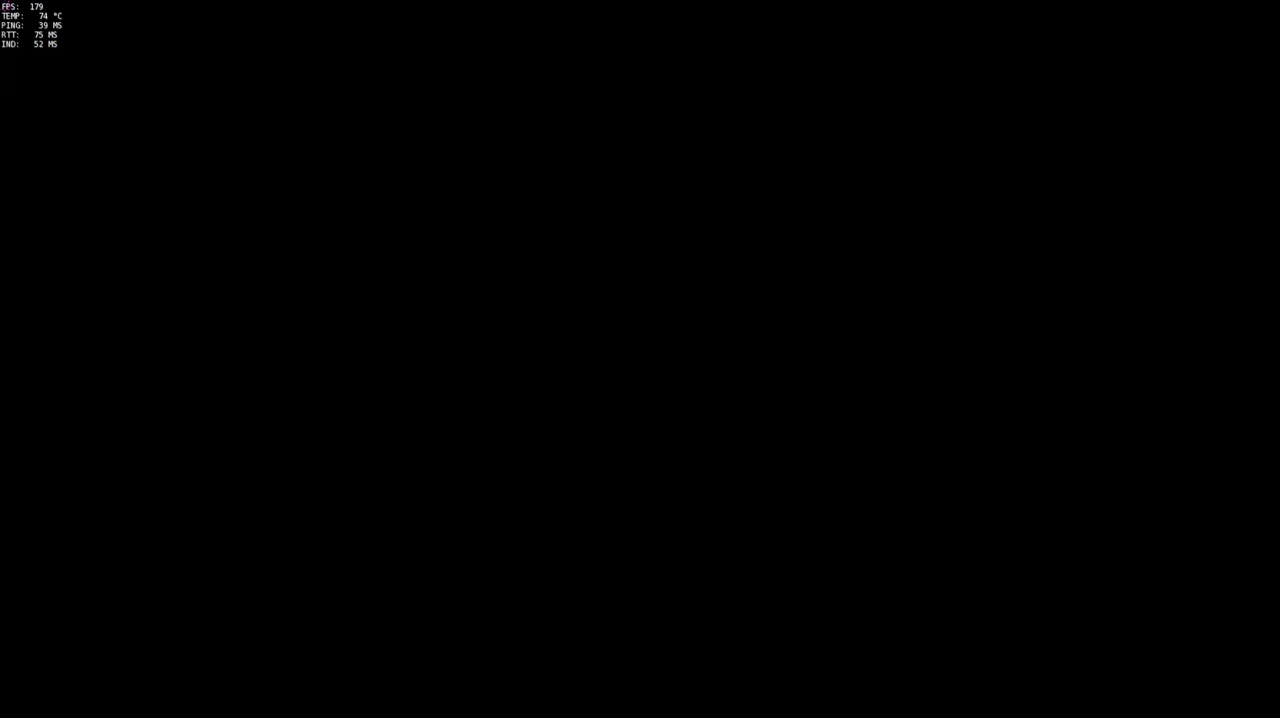 FPS: 179
TEMP: 74 °C
PING: 39 MS
RTT: 75 MS
IND: 52 MS